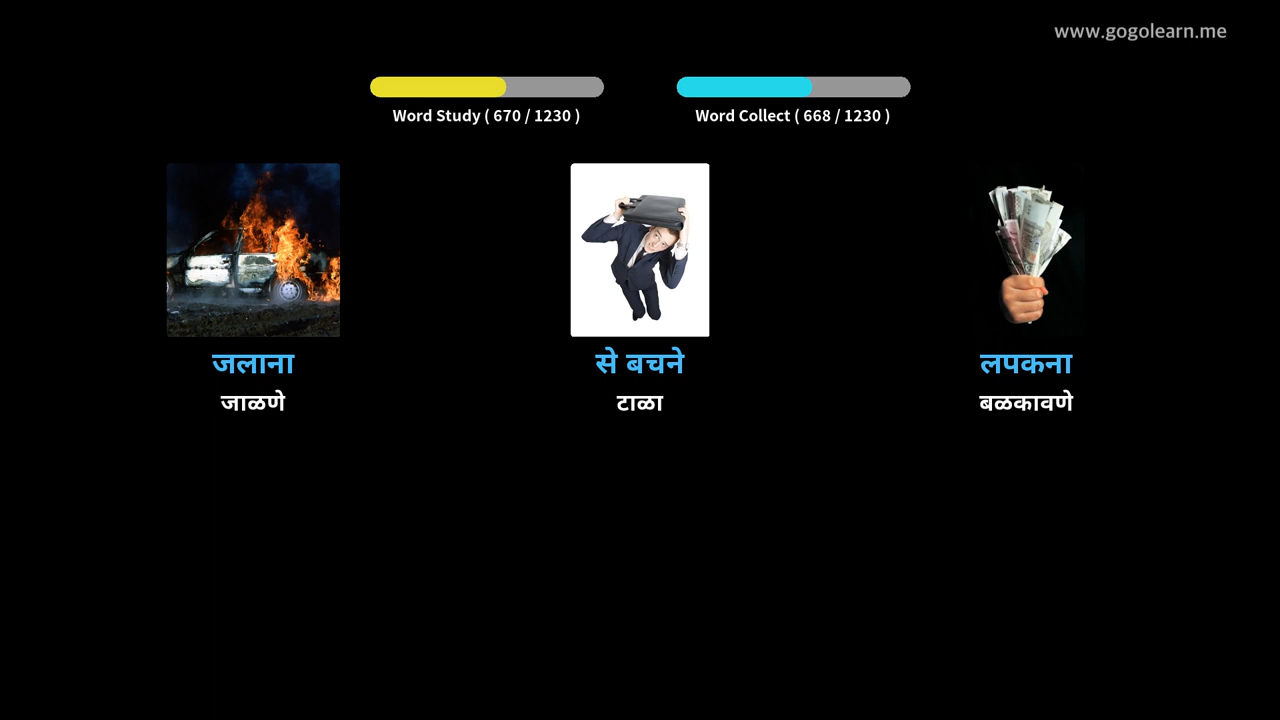 www.gogolearn.me
Word Study ( 670 / 1230 )
Word Collect ( 668 / 1230 )
जलाना
से बचने
लपकना
जाळणे
टाळा
बळकावणे